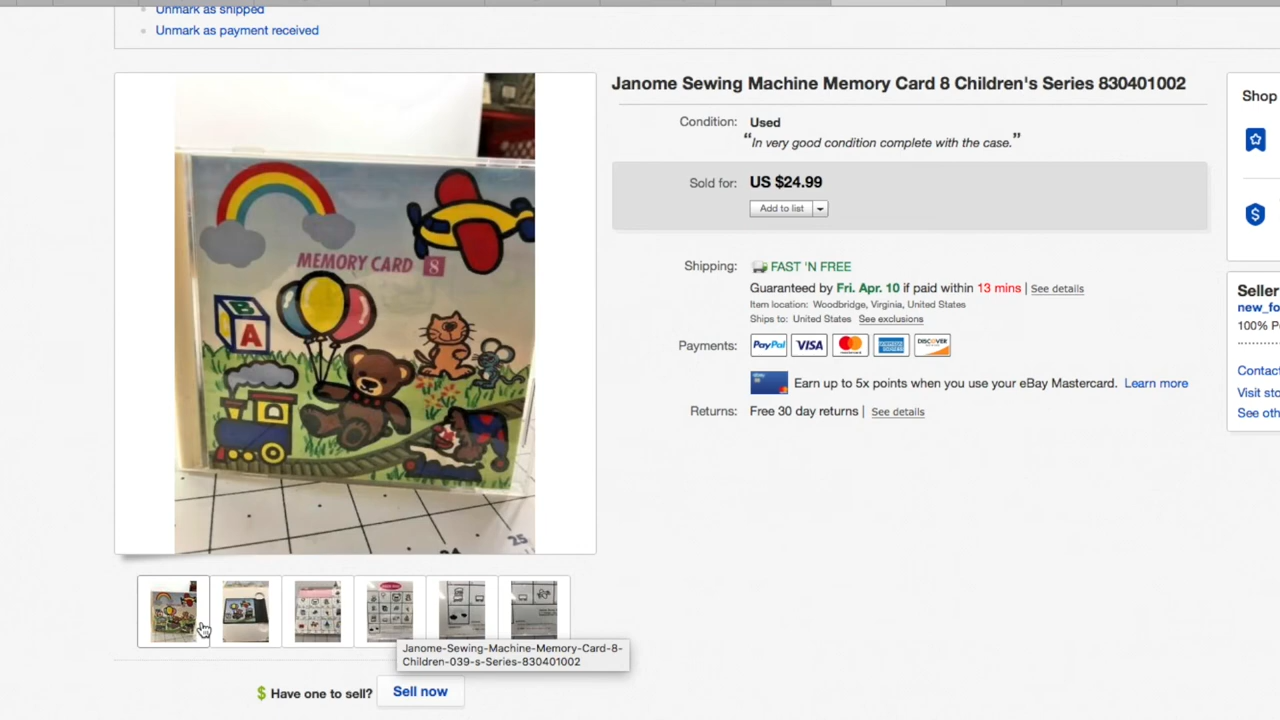 Unmark as shipped
Unmark as payment received
Janome Sewing Machine Memory Card 8 Children's Series 830401002
Condition: Used
“In very good condition complete with the case.”
Sold for: US $24.99
Add to list
Shipping: FAST 'N FREE
Guaranteed by Fri. Apr. 10 if paid within 13 mins | See details
Item location: Woodbridge, Virginia, United States
Ships to: United States See exclusions
Payments: PayPal VISA MasterCard AMERICAN EXPRESS DISCOVER
Earn up to 5x points when you use your eBay Mastercard. Learn more
Returns: Free 30 day returns | See details
MEMORY CARD 8
B
A
24
25
Janome-Sewing-Machine-Memory-Card-8-
Children-039-s-Series-830401002
$ Have one to sell? Sell now
Shop
$
Seller
new_fo
100% P
Contact
Visit sto
See oth